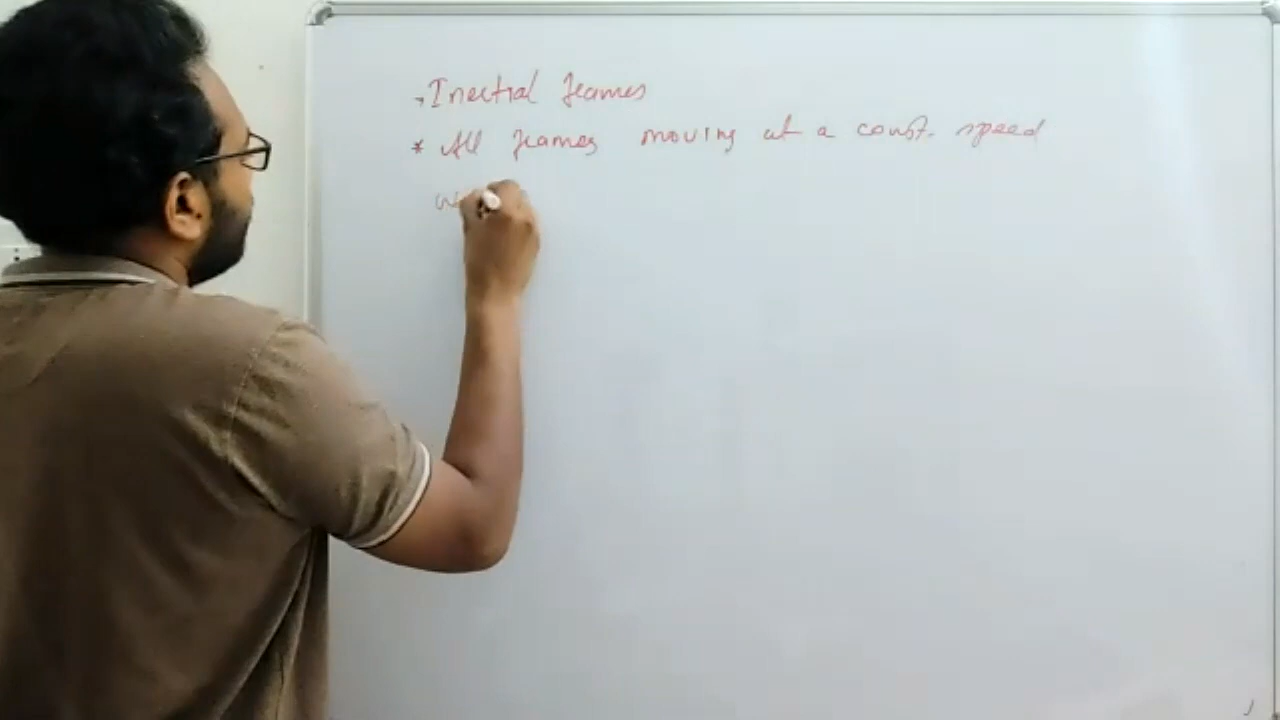 → Inertial frames
* All frames moving at a const. speed
w